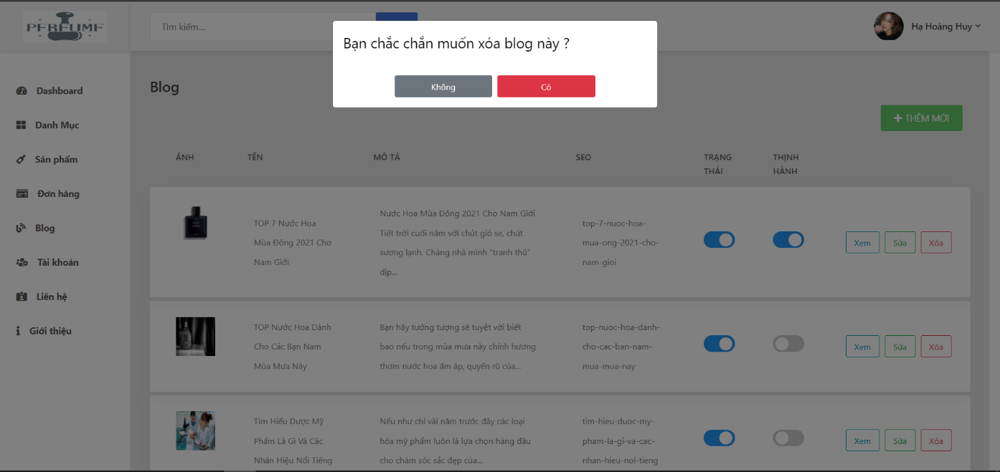 PFRFUMF
Tìm kiếm....
Hạ Hoàng Huy
Bạn chắc chắn muốn xóa blog này ?
Không
Có
Dashboard
Danh Mục
Sản phẩm
Đơn hàng
Blog
Tài khoản
Liên hệ
Giới thiệu
Blog
THÊM MỚI
ẢNH
TÊN
MÔ TẢ
SEO
TRẠNG
THÁI
THỊNH
HÀNH
TOP 7 Nước Hoa
Mùa Đông 2021 Cho
Nam Giới
Nước Hoa Mùa Đông 2021 Cho Nam Giới
Tiết trời cuối năm với chút gió se, chút
sương lạnh. Chàng nhà mình “tranh thủ”
dịp...
top-7-nuoc-hoa-
mua-ong-2021-cho-
nam-gioi
Xem
Sửa
Xóa
TOP Nước Hoa Dành
Cho Các Bạn Nam
Mùa Mưa Này
Bạn hãy tưởng tượng sẽ tuyệt vời biết
bao nếu trong mùa mưa này chính hương
thơm nước hoa ấm áp, quyến rũ của...
top-nuoc-hoa-danh-
cho-cac-ban-nam-
mua-mua-nay
Xem
Sửa
Xóa
Tìm Hiểu Dược Mỹ
Phẩm Là Gì Và Các
Nhãn Hiệu Nổi Tiếng
Nếu như chỉ vài năm trước đây các loại
hóa mỹ phẩm luôn là lựa chọn hàng đầu
cho chăm sóc sắc đẹp của...
tim-hieu-duoc-my-
pham-la-gi-va-cac-
nhan-hieu-noi-tieng
Xem
Sửa
Xóa